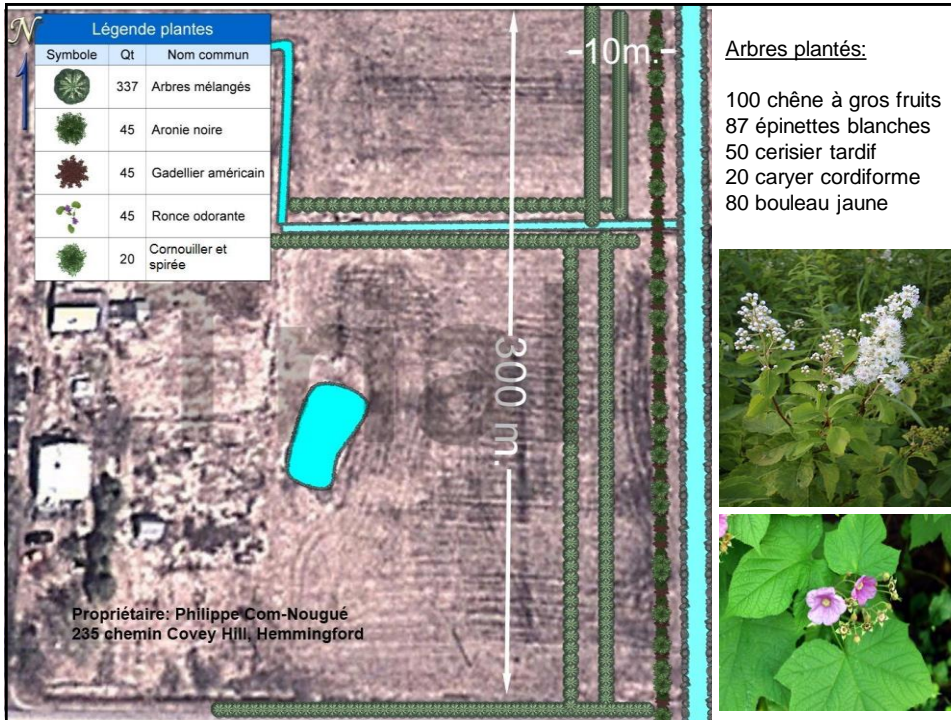 N
Légende plantes
Symbole Qt Nom commun
337 Arbres mélangés
45 Aronie noire
45 Gadellier américain
45 Ronce odorante
20 Cornouiller et
spirée
-10m.-
300 m.
Propriétaire: Philippe Com-Nougué
235 chemin Covey Hill, Hemmingford
Arbres plantés:
100 chêne à gros fruits
87 épinettes blanches
50 cerisier tardif
20 caryer cordiforme
80 bouleau jaune